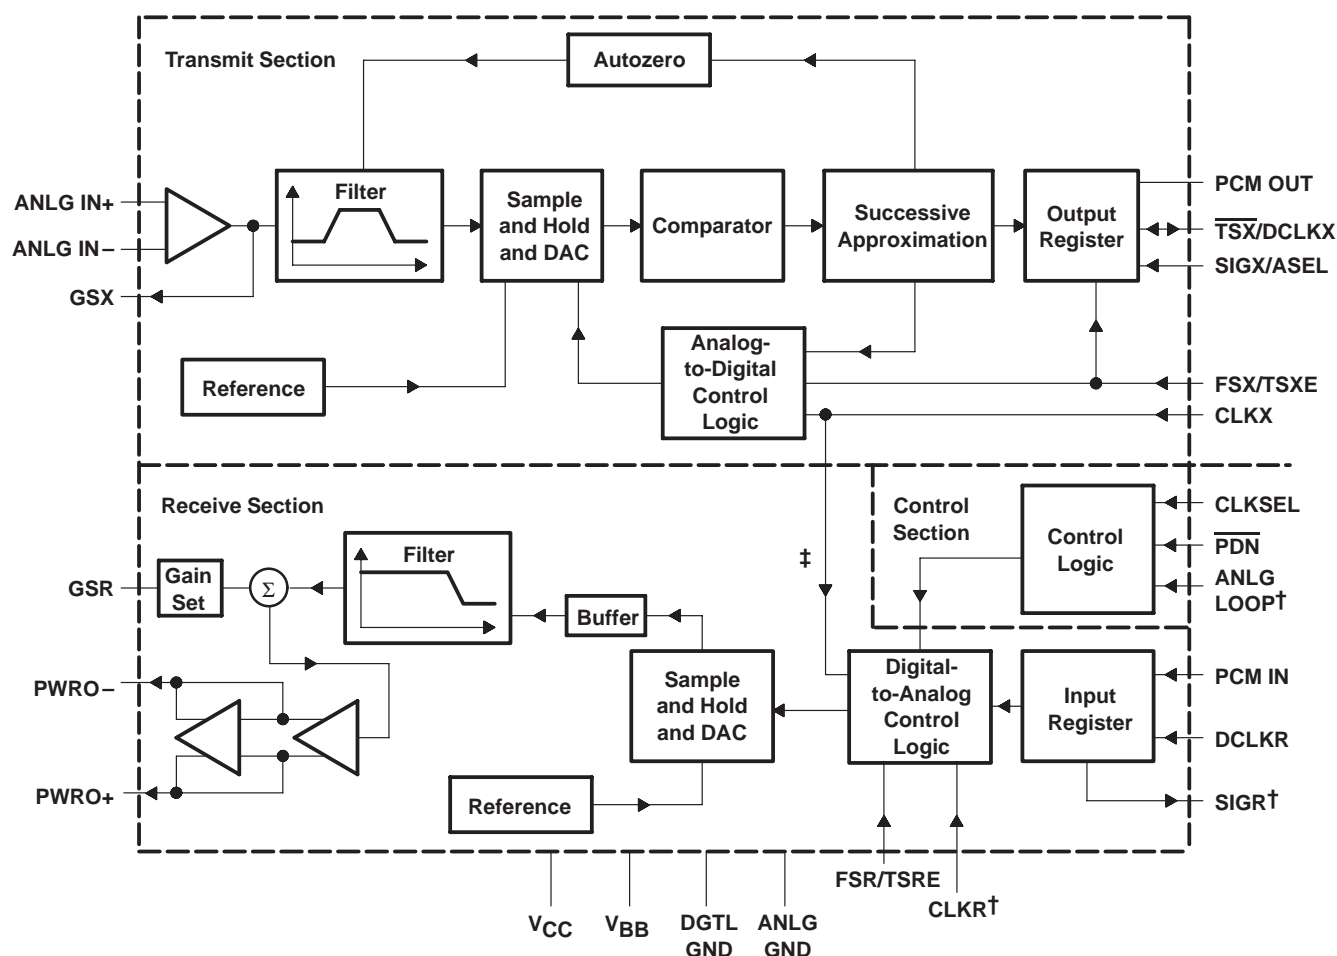 Transmit Section
Autozero
ANLG IN+
ANLG IN–
GSX
Filter
Sample
and Hold
and DAC
Comparator
Successive
Approximation
Output
Register
PCM OUT
TSX/DCLKX
SIGX/ASEL
Reference
Analog-
to-Digital
Control
Logic
FSX/TSXE
CLKX
Receive Section
Control
Section
Control
Logic
CLKSEL
PDN
ANLG
LOOP†
‡
GSR
Gain
Set
Σ
Filter
Buffer
Sample
and Hold
and DAC
Digital-
to-Analog
Control
Logic
Input
Register
PCM IN
DCLKR
SIGR†
PWRO–
PWRO+
Reference
FSR/TSRE
CLKR†
VCC
VBB
DGTL
GND
ANLG
GND